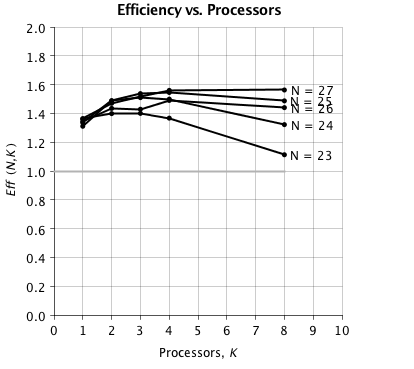 Efficiency vs. Processors
2.0
1.8
1.6
1.4
1.2
1.0
0.8
0.6
0.4
0.2
0.0
Eff (N,K)
N = 27
N = 25
N = 26
N = 24
N = 23
0 1 2 3 4 5 6 7 8 9 10
Processors, K